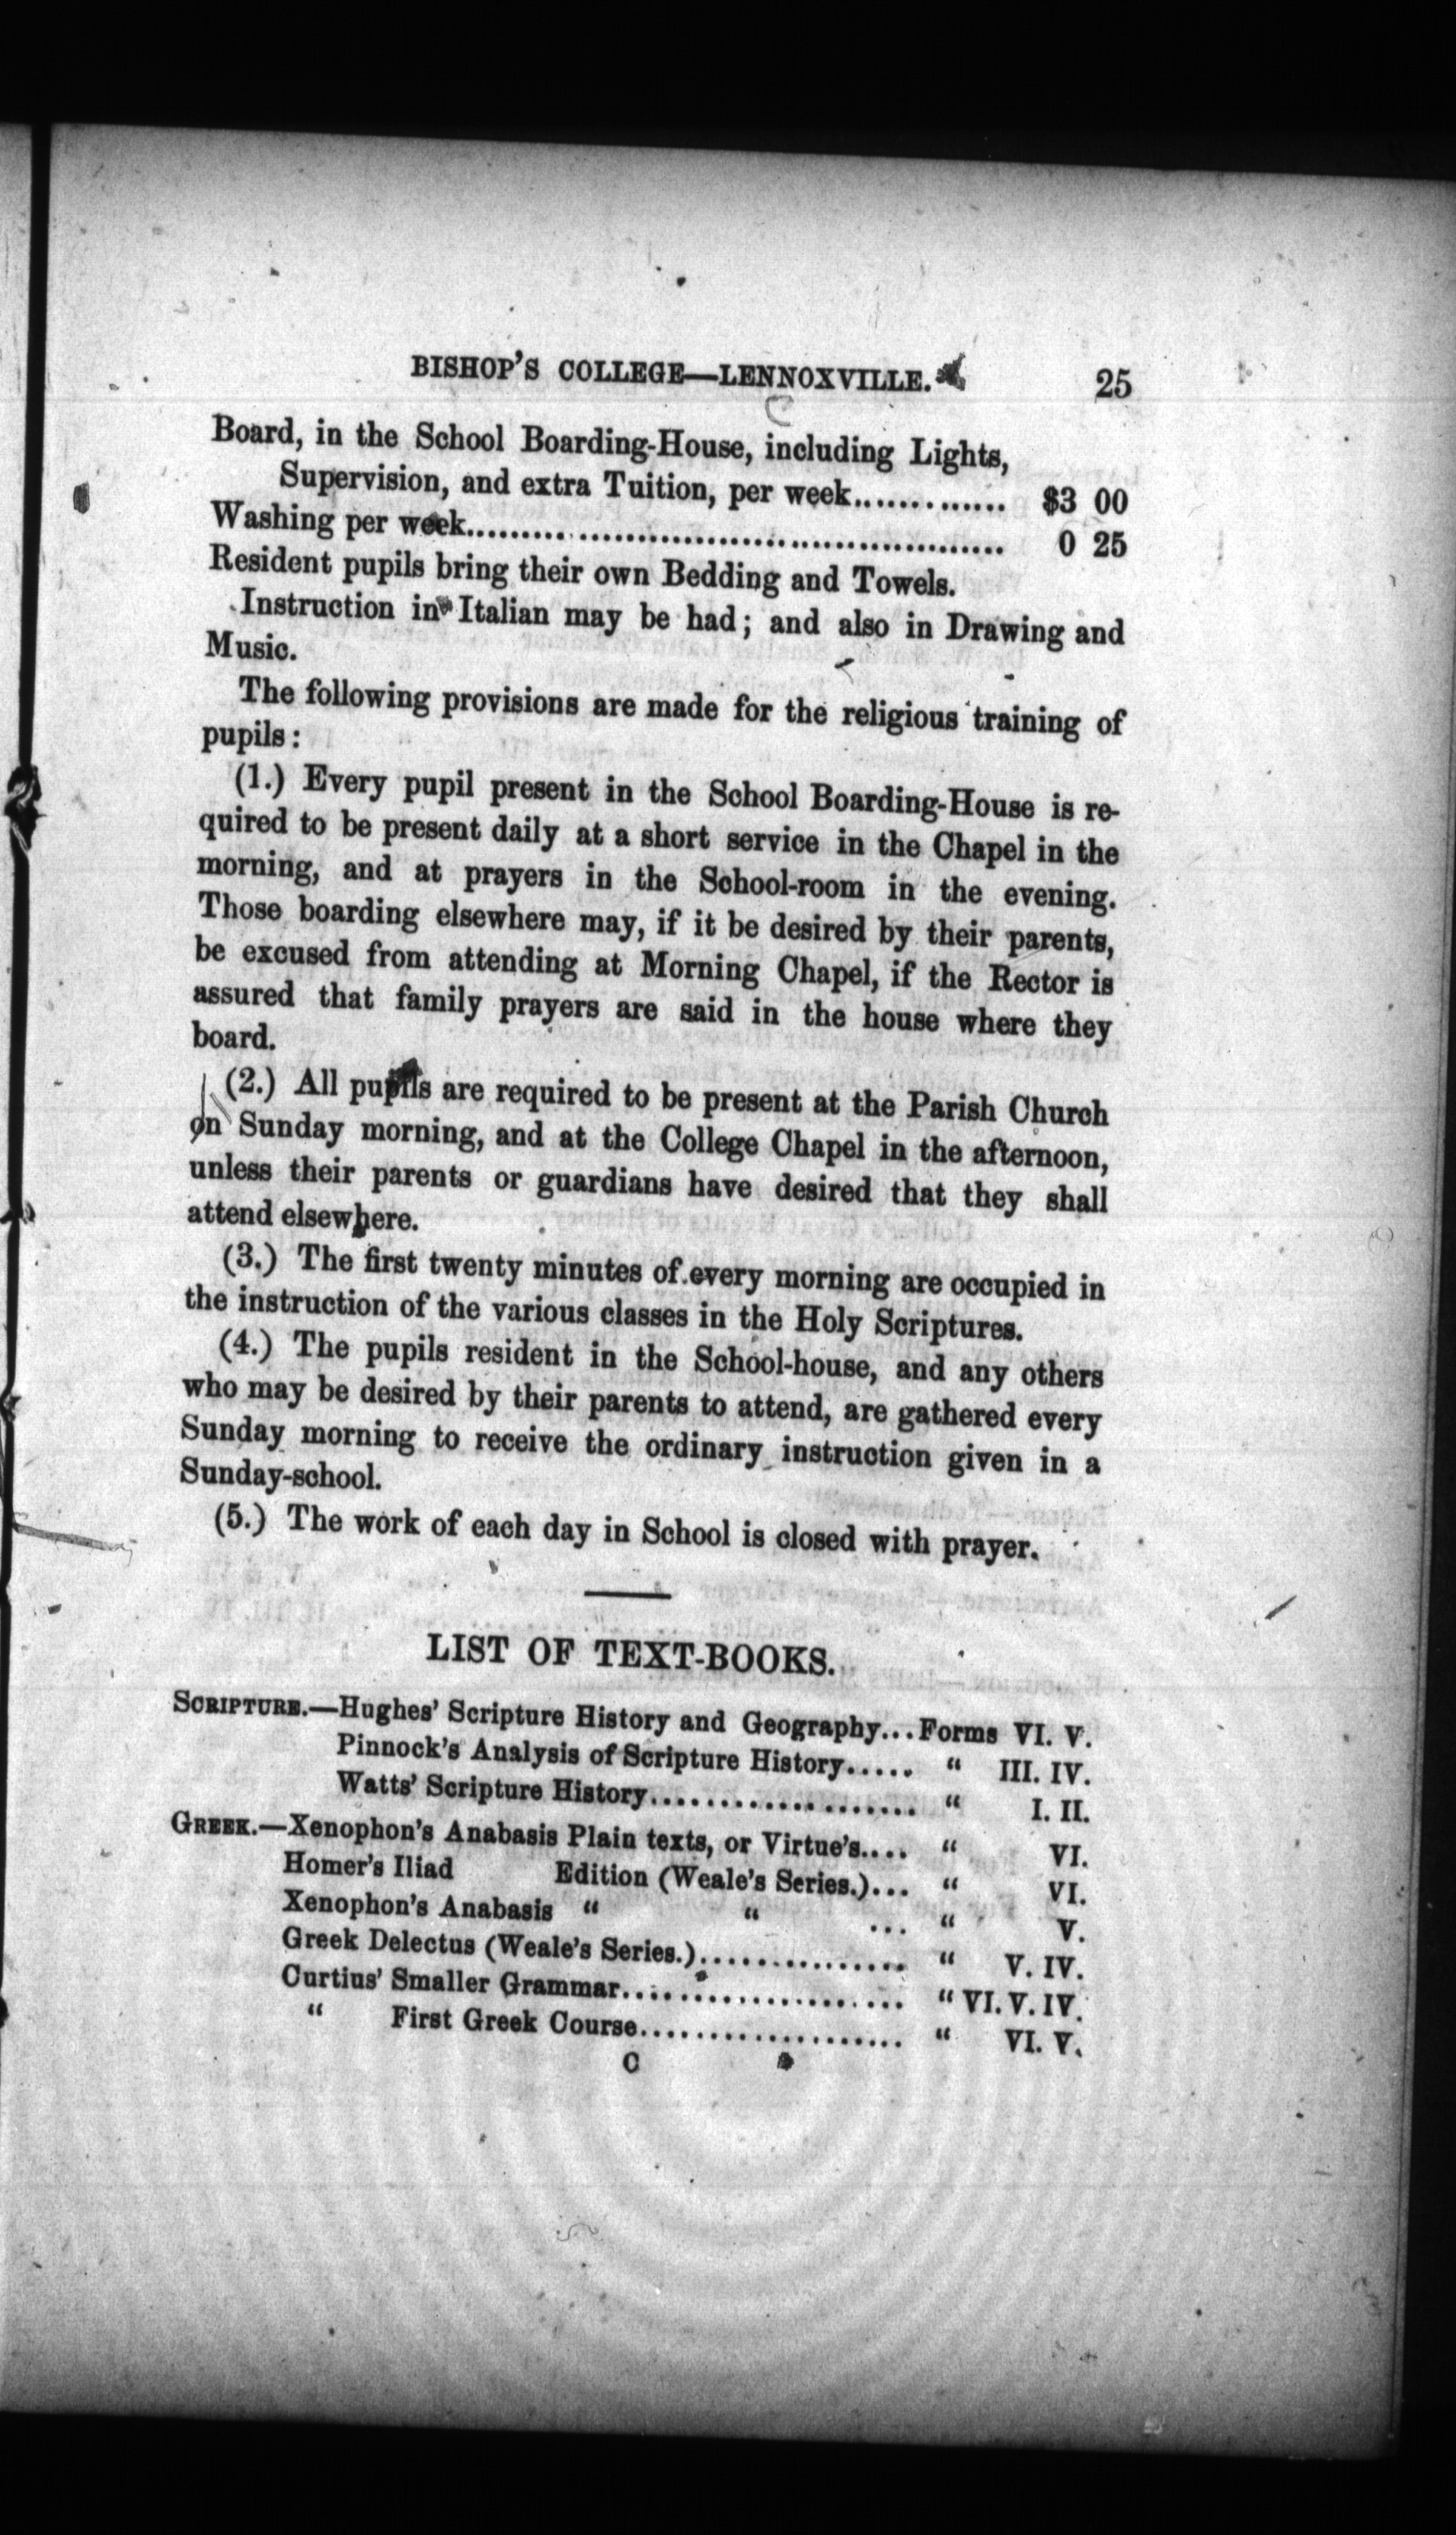 BISHOP'S COLLEGE—LENNOXVILLE. 25
Board, in the School Boarding-House, including Lights,
Supervision, and extra Tuition, per week............. $3 00
Washing per week.................................................. 0 25
Resident pupils bring their own Bedding and Towels.
Instruction in Italian may be had; and also in Drawing and
Music.
The following provisions are made for the religious training of
pupils:
(1.) Every pupil present in the School Boarding-House is re-
quired to be present daily at a short service in the Chapel in the
morning, and at prayers in the School-room in the evening.
Those boarding elsewhere may, if it be desired by their parents,
be excused from attending at Morning Chapel, if the Rector is
assured that family prayers are said in the house where they
board.
(2.) All pupils are required to be present at the Parish Church
on Sunday morning, and at the College Chapel in the afternoon,
unless their parents or guardians have desired that they shall
attend elsewhere.
(3.) The first twenty minutes of every morning are occupied in
the instruction of the various classes in the Holy Scriptures.
(4.) The pupils resident in the School-house, and any others
who may be desired by their parents to attend, are gathered every
Sunday morning to receive the ordinary instruction given in a
Sunday-school.
(5.) The work of each day in School is closed with prayer.
LIST OF TEXT-BOOKS.
SCRIPTURE.—Hughes' Scripture History and Geography...Forms VI. V.
Pinnock's Analysis of Scripture History..... " III. IV.
Watts' Scripture History.................... " I. II.
GREEK.—Xenophon's Anabasis Plain texts, or Virtue's.... " VI.
Homer's Iliad Edition (Weale's Series.)... " VI.
Xenophon's Anabasis " " ... " V.
Greek Delectus (Weale's Series.)................ " V. IV.
Curtius' Smaller Grammar...................... " VI. V. IV.
" First Greek Course.................... " VI. V.
C